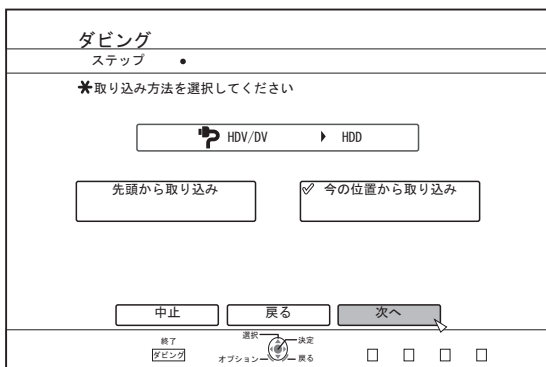 ダビング
ステップ ●
✱取り込み方法を選択してください
HDV/DV ▶ HDD
先頭から取り込み ✓ 今の位置から取り込み
中止 戻る 次へ
終了 選択 決定
ダビング オプション 戻る